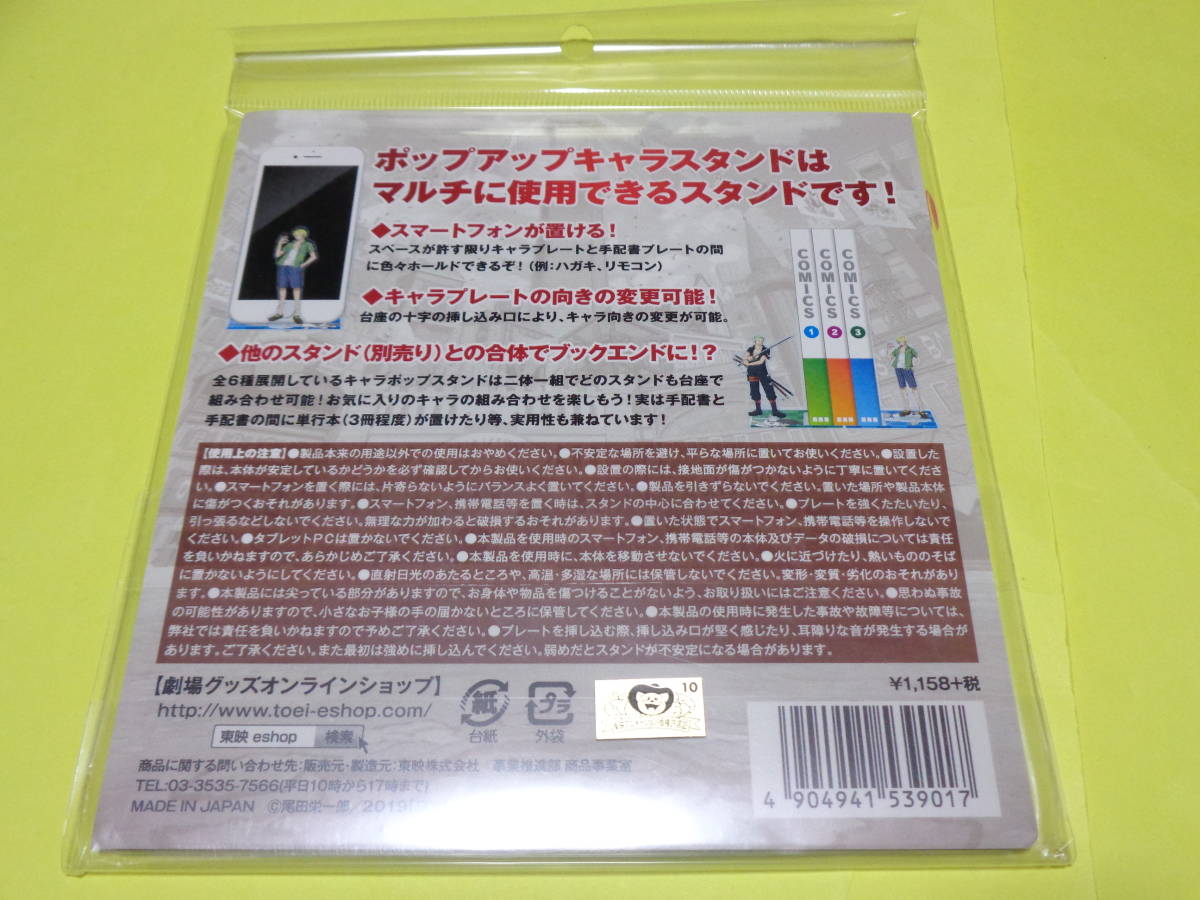 ポップアップキャラスタンドは
マルチに使用できるスタンドです!
◆スマートフォンが置ける!
スペースが許す限りキャラプレートと手配書プレートの間
に色々ホールドできるぞ!(例:ハガキ、リモコン)
◆キャラプレートの向きの変更可能!
台座の十字の挿し込み口により、キャラ向きの変更が可能。
◆他のスタンド(別売り)との合体でブックエンドに!?
全6種展開しているキャラポップスタンドは二体一組でどのスタンドも台座で
組み合わせ可能!お気に入りのキャラの組み合わせを楽しもう!実は手配書と
手配書の間に単行本(3冊程度)が置けたり等、実用性も兼ねています!
COMICS 1
COMICS 2
COMICS 3
【使用上の注意】●製品本来の用途以外での使用はおやめください。●不安定な場所を避け、平らな場所に置いてお使いください。●設置した
際は、本体が安定しているかどうかを必ず確認してからお使いください。●設置の際には、接地面が傷がつかないように丁寧に置いてくださ
い。●スマートフォンを置く際には、片寄らないようにバランスよく置いてください。●製品を引きずらないでください。置いた場所や製品本体
に傷がつくおそれがあります。●スマートフォン、携帯電話等を置く時は、スタンドの中心に合わせてください。●プレートを強くたたいたり、
引っ張るなどしないでください。無理な力が加わると破損するおそれがあります。●置いた状態でスマートフォン、携帯電話等を操作しないで
ください。●タブレットPCは置かないでください。●本製品を使用時のスマートフォン、携帯電話等の本体及びデータの破損については責任
を負いかねますので、あらかじめご了承ください。●本製品を使用時に、本体を移動させないでください。●火に近づけたり、熱いもののそば
に置かないようにしてください。●直射日光のあたるところや、高温・多湿な場所には保管しないでください。変形・変質・劣化のおそれがありま
す。●本製品には尖っている部分がありますので、お身体や物品を傷つけることがないよう、お取り扱いにはご注意ください。●思わぬ事故
の可能性がありますので、小さなお子様の手の届かないところに保管してください。●本製品の使用時に発生した事故や故障等については、
弊社では責任を負いかねますので予めご了承ください。●プレートを挿し込む際、挿し込み口が堅く感じたり、耳障りな音が発生する場合が
あります。ご了承ください。また最初は強めに挿し込んでください。弱めだとスタンドが不安定になる場合があります。
【劇場グッズオンラインショップ】
http://www.toei-eshop.com/
東映 eshop 検索
紙
台紙
プラ
外袋
10
¥1,158+税
商品に関する問い合わせ先:販売元・製造元:東映株式会社 事業推進部 商品事業室
TEL:03-3535-7566(平日10時から17時まで)
MADE IN JAPAN ©尾田栄一郎/2019
4 904941 539017